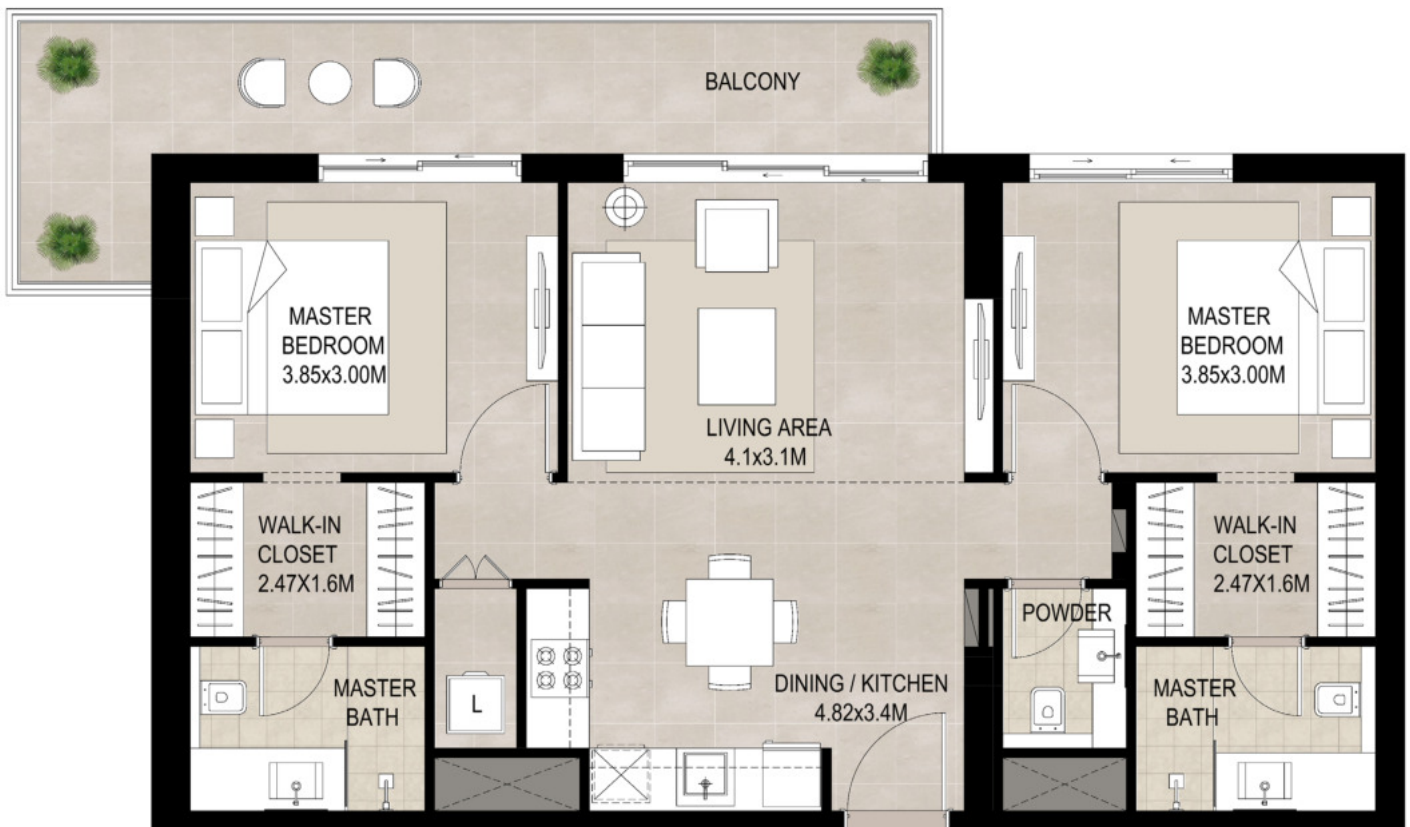 BALCONY
MASTER
BEDROOM
3.85x3.00M
LIVING AREA
4.1x3.1M
MASTER
BEDROOM
3.85x3.00M
WALK-IN
CLOSET
2.47X1.6M
WALK-IN
CLOSET
2.47X1.6M
POWDER
MASTER
BATH
L
DINING / KITCHEN
4.82x3.4M
MASTER
BATH